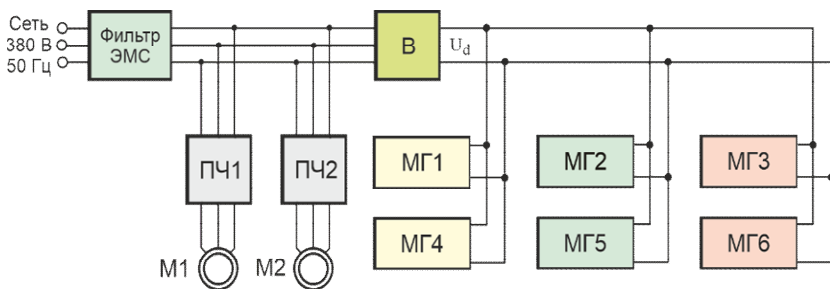 Сеть
380 В
50 Гц
Фильтр
ЭМС
В
Ud
ПЧ1
ПЧ2
МГ1
МГ2
МГ3
МГ4
МГ5
МГ6
М1
М2